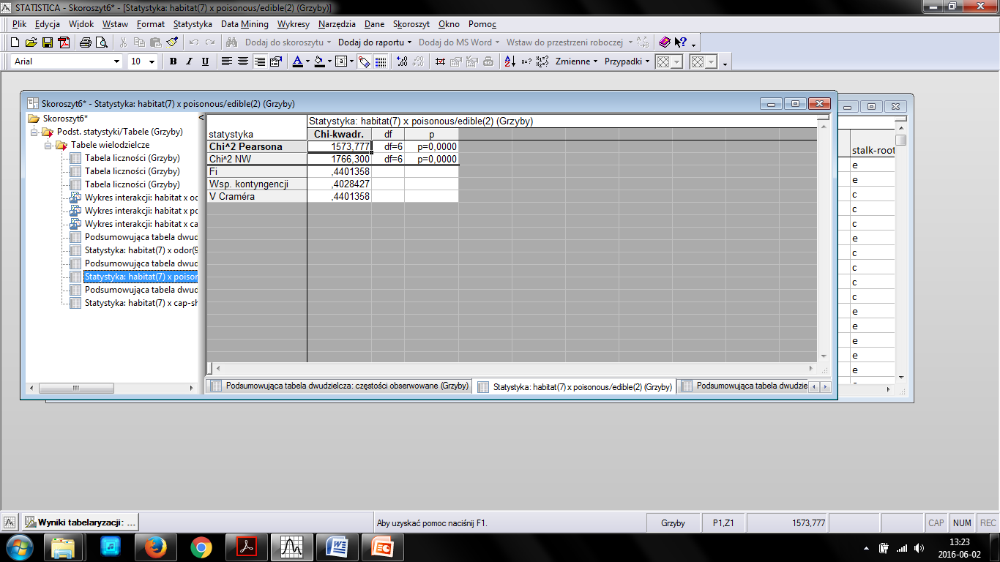 STATISTICA - Skoroszyt6* - [Statystyka: habitat(7) x poisonous/edible(2) (Grzyby)]
Plik Edycja Widok Wstaw Format Statystyka Data Mining Wykresy Narzędzia Dane Skoroszyt Okno Pomoc
Dodaj do skoroszytu Dodaj do raportu Dodaj do MS Word Wstaw do przestrzeni roboczej
Arial 10 B I U A Zmienne Przypadki
Skoroszyt6* - Statystyka: habitat(7) x poisonous/edible(2) (Grzyby)
Skoroszyt6*
Podst. statystyki/Tabele (Grzyby)
Tabele wielodzielcze
Tabela liczności (Grzyby)
Tabela liczności (Grzyby)
Tabela liczności (Grzyby)
Wykres interakcji: habitat x od
Wykres interakcji: habitat x po
Wykres interakcji: habitat x ca
Podsumowująca tabela dwud
Statystyka: habitat(7) x odor(9
Podsumowująca tabela dwud
Statystyka: habitat(7) x poison
Podsumowująca tabela dwud
Statystyka: habitat(7) x cap-sh
Statystyka: habitat(7) x poisonous/edible(2) (Grzyby)
statystyka Chi-kwadr. df p
Chi^2 Pearsona 1573,777 df=6 p=0,0000
Chi^2 NW 1766,300 df=6 p=0,0000
Fi ,4401358
Wsp. kontyngencji ,4028427
V Craméra ,4401358
Podsumowująca tabela dwudzielcza: częstości obserwowane (Grzyby) Statystyka: habitat(7) x poisonous/edible(2) (Grzyby) Podsumowująca tabela dwudzie
stalk-root
e
e
c
c
c
e
c
c
c
c
e
e
e
e
e
Wyniki tabelaryzacji: ... Aby uzyskać pomoc naciśnij F1. Grzyby P1,Z1 1573,777 CAP NUM REC
13:23
2016-06-02